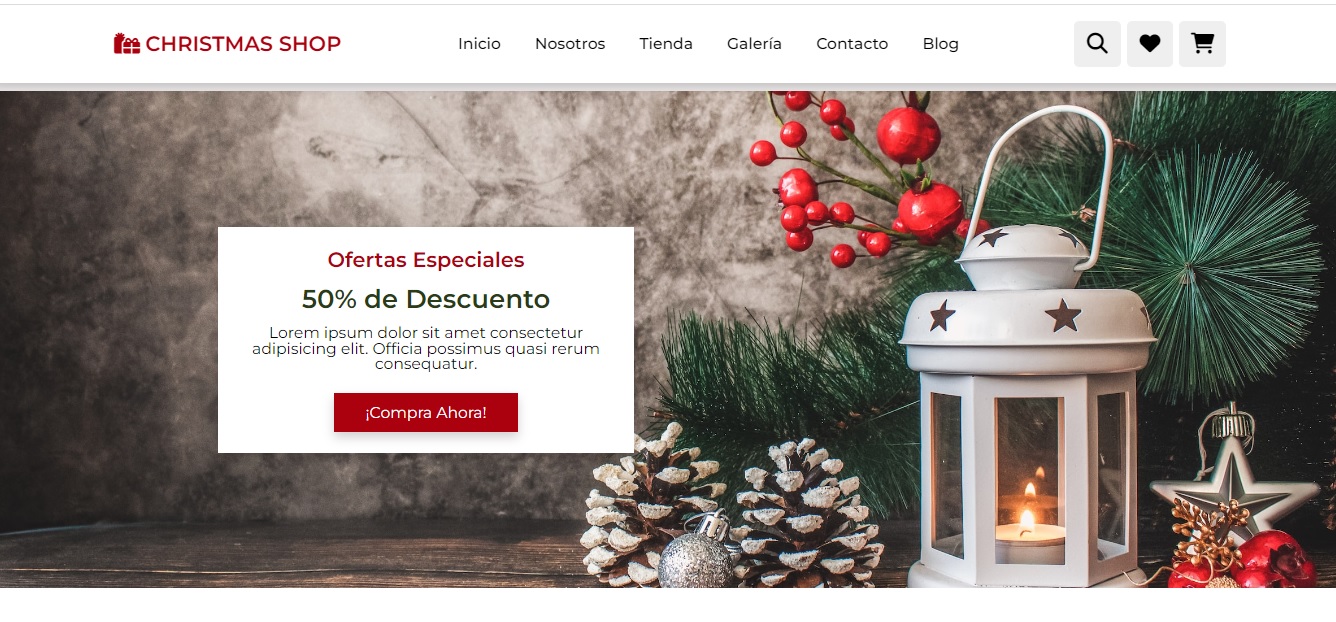 CHRISTMAS SHOP
Inicio Nosotros Tienda Galería Contacto Blog
Ofertas Especiales
50% de Descuento
Lorem ipsum dolor sit amet consectetur
adipisicing elit. Officia possimus quasi rerum
consequatur.
¡Compra Ahora!